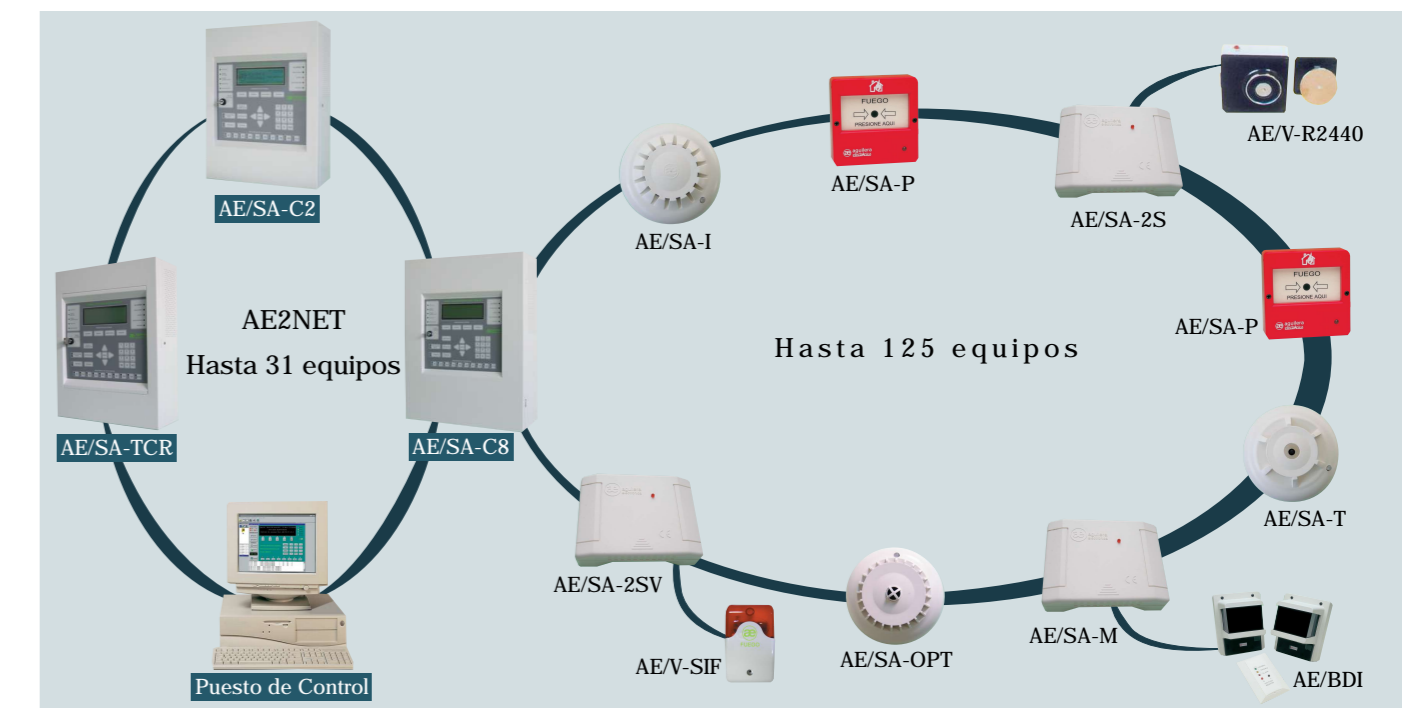 AE/SA-C2
AE/SA-TCR
AE2NET
Hasta 31 equipos
AE/SA-C8
Puesto de Control
AE/SA-I
FUEGO
PRESIONE AQUI
aguilera
AE/SA-P
AE/SA-2S
AE/V-R2440
FUEGO
PRESIONE AQUI
aguilera
AE/SA-P
Hasta 125 equipos
AE/SA-T
AE/SA-2SV
AE/V-SIF
AE/SA-OPT
AE/SA-M
AE/BDI